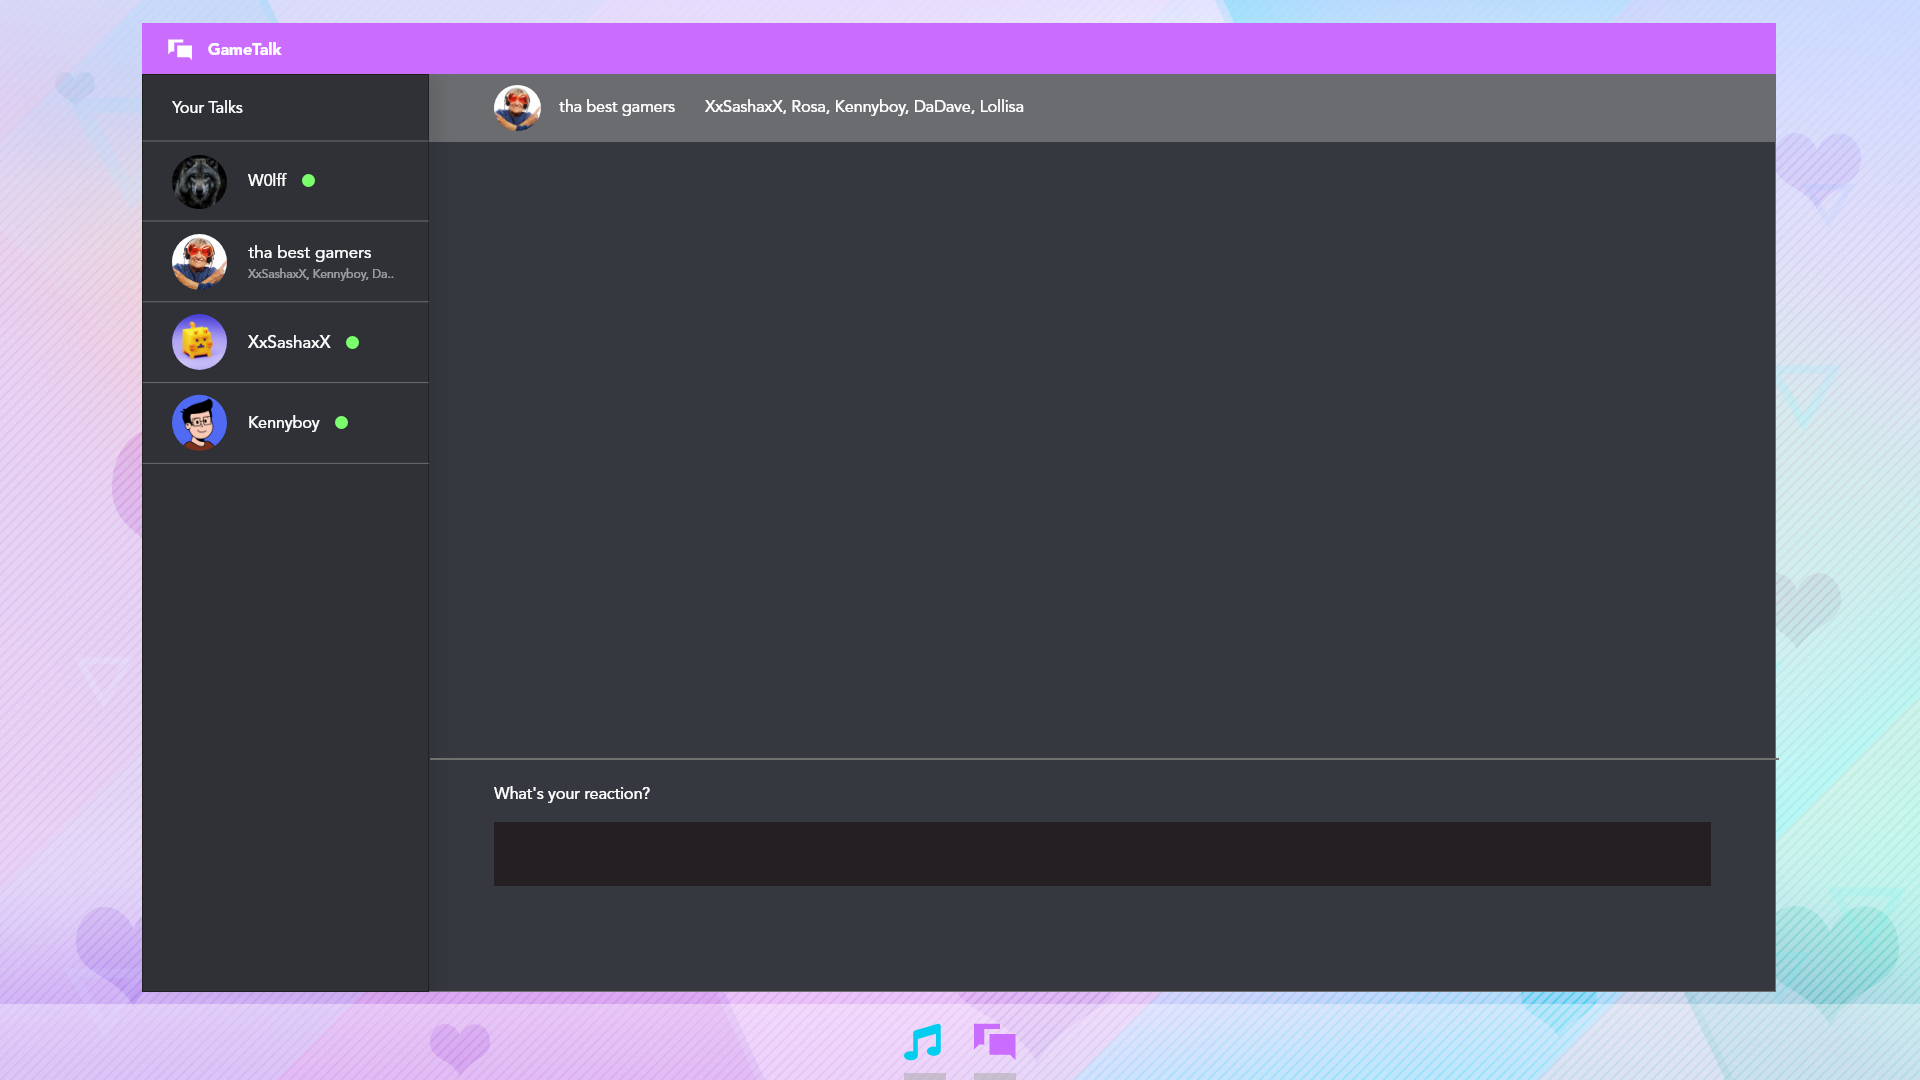 GameTalk
Your Talks
tha best gamers XxSashaxX, Rosa, Kennyboy, DaDave, Lollisa
W0lff
tha best gamers
XxSashaxX, Kennyboy, Da..
XxSashaxX
Kennyboy
What's your reaction?